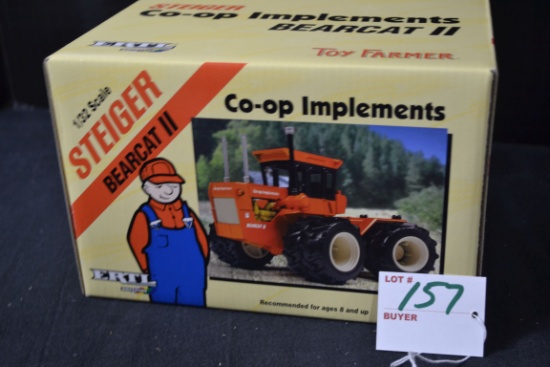 STEIGER
Co-op Implements
BEARCAT II
ERTL
TOY FARMER
1/32 Scale
STEIGER
BEARCAT II
Co-op Implements
ERTL
Recommended for ages 8 and up
LOT # 157
BUYER